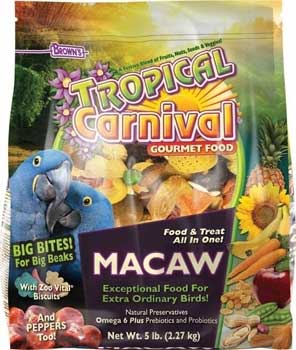 BROWN'S
A Festive Blend of Fruits, Nuts, Seeds & Veggies!
TROPICAL
Carnival
GOURMET FOOD
Food & Treat
All In One!
BIG BITES!
For Big Beaks
MACAW
With Zoo Vital
Biscuits
Exceptional Food For
Extra Ordinary Birds!
And
PEPPERS
Too!
Natural Preservatives
Omega 6 Plus Prebiotics and Probiotics
Net Wt. 5 lb. (2.27 kg)